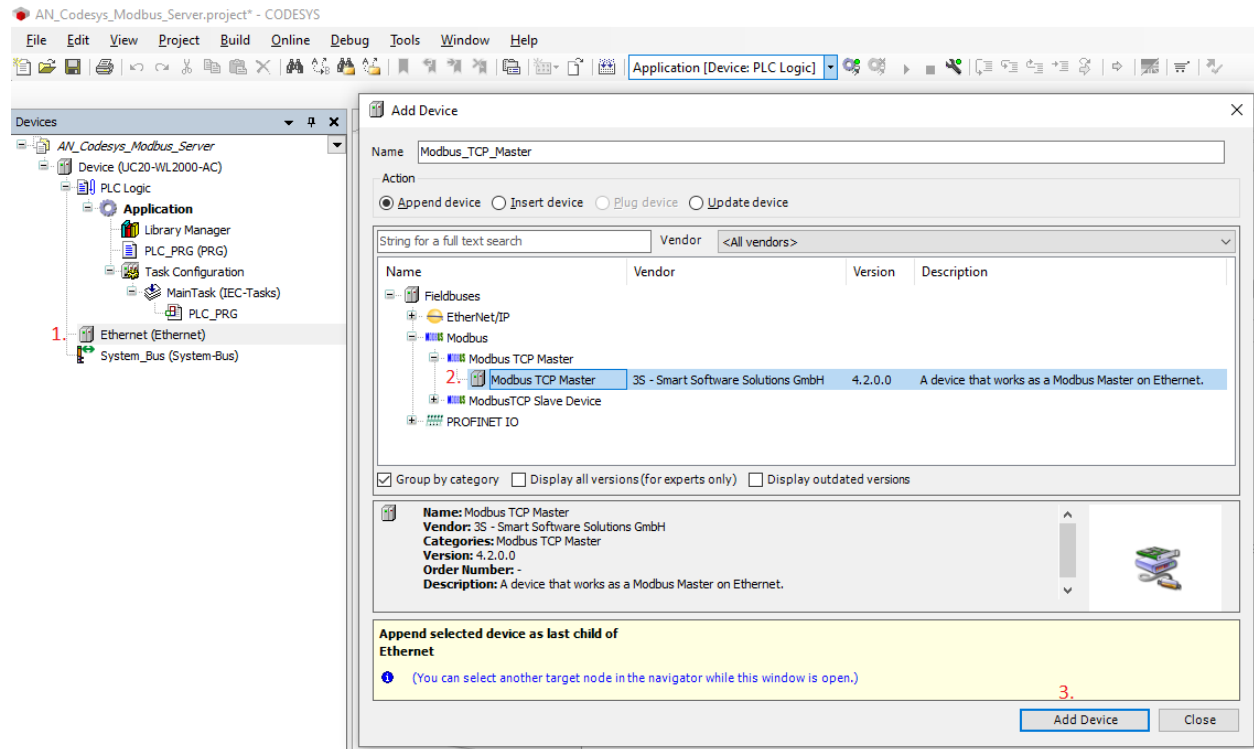 AN_Codesys_Modbus_Server.project* - CODESYS
File Edit View Project Build Online Debug Tools Window Help
Application [Device: PLC Logic]
Devices
AN_Codesys_Modbus_Server
Device (UC20-WL2000-AC)
PLC Logic
Application
Library Manager
PLC_PRG (PRG)
Task Configuration
MainTask (IEC-Tasks)
PLC_PRG
1. Ethernet (Ethernet)
System_Bus (System-Bus)
Add Device
Name Modbus_TCP_Master
Action
Append device Insert device Plug device Update device
String for a full text search Vendor <All vendors>
Name Vendor Version Description
Fieldbuses
EtherNet/IP
Modbus
Modbus TCP Master
2. Modbus TCP Master 3S - Smart Software Solutions GmbH 4.2.0.0 A device that works as a Modbus Master on Ethernet.
ModbusTCP Slave Device
PROFINET IO
Group by category Display all versions (for experts only) Display outdated versions
Name: Modbus TCP Master
Vendor: 3S - Smart Software Solutions GmbH
Categories: Modbus TCP Master
Version: 4.2.0.0
Order Number: -
Description: A device that works as a Modbus Master on Ethernet.
Append selected device as last child of
Ethernet
(You can select another target node in the navigator while this window is open.)
3.
Add Device Close